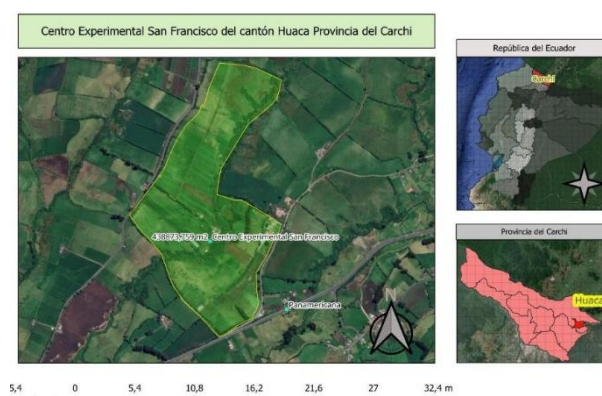 Centro Experimental San Francisco del cantón Huaca Provincia del Carchi
República del Ecuador
Carchi
438873,759 m2 Centro Experimental San Francisco
Panamericana
Provincia del Carchi
Huaca
5,4 0 5,4 10,8 16,2 21,6 27 32,4 m